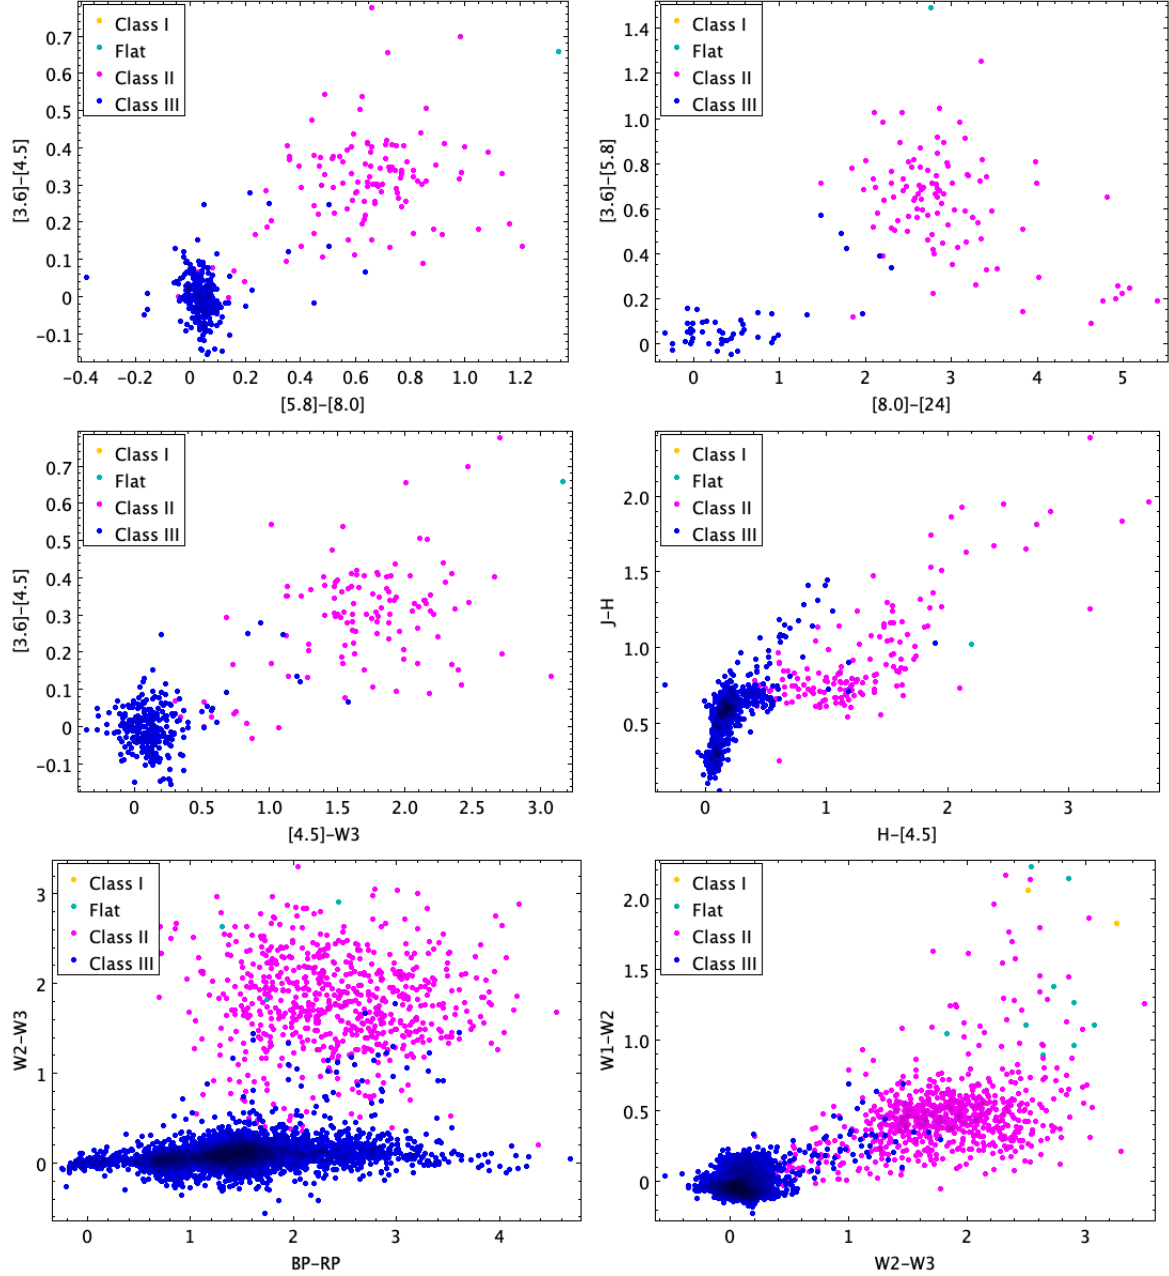 Class I
Flat
Class II
Class III
0.7
0.6
0.5
0.4
0.3
0.2
0.1
0
−0.1
[3.6]−[4.5]
−0.4 −0.2 0 0.2 0.4 0.6 0.8 1.0 1.2
[5.8]−[8.0]
Class I
Flat
Class II
Class III
1.4
1.2
1.0
0.8
0.6
0.4
0.2
0
[3.6]−[5.8]
0 1 2 3 4 5
[8.0]−[24]
Class I
Flat
Class II
Class III
0.7
0.6
0.5
0.4
0.3
0.2
0.1
0
−0.1
[3.6]−[4.5]
0 0.5 1.0 1.5 2.0 2.5 3.0
[4.5]−W3
Class I
Flat
Class II
Class III
2.0
1.5
1.0
0.5
J−H
0 1 2 3
H−[4.5]
Class I
Flat
Class II
Class III
3
2
1
0
W2−W3
0 1 2 3 4
BP−RP
Class I
Flat
Class II
Class III
2.0
1.5
1.0
0.5
0
W1−W2
0 1 2 3
W2−W3